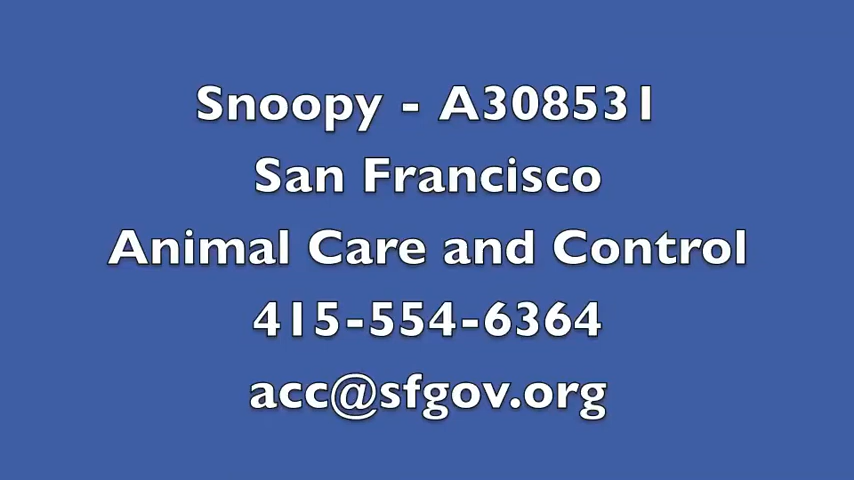 Snoopy - A308531
San Francisco
Animal Care and Control
415-554-6364
acc@sfgov.org